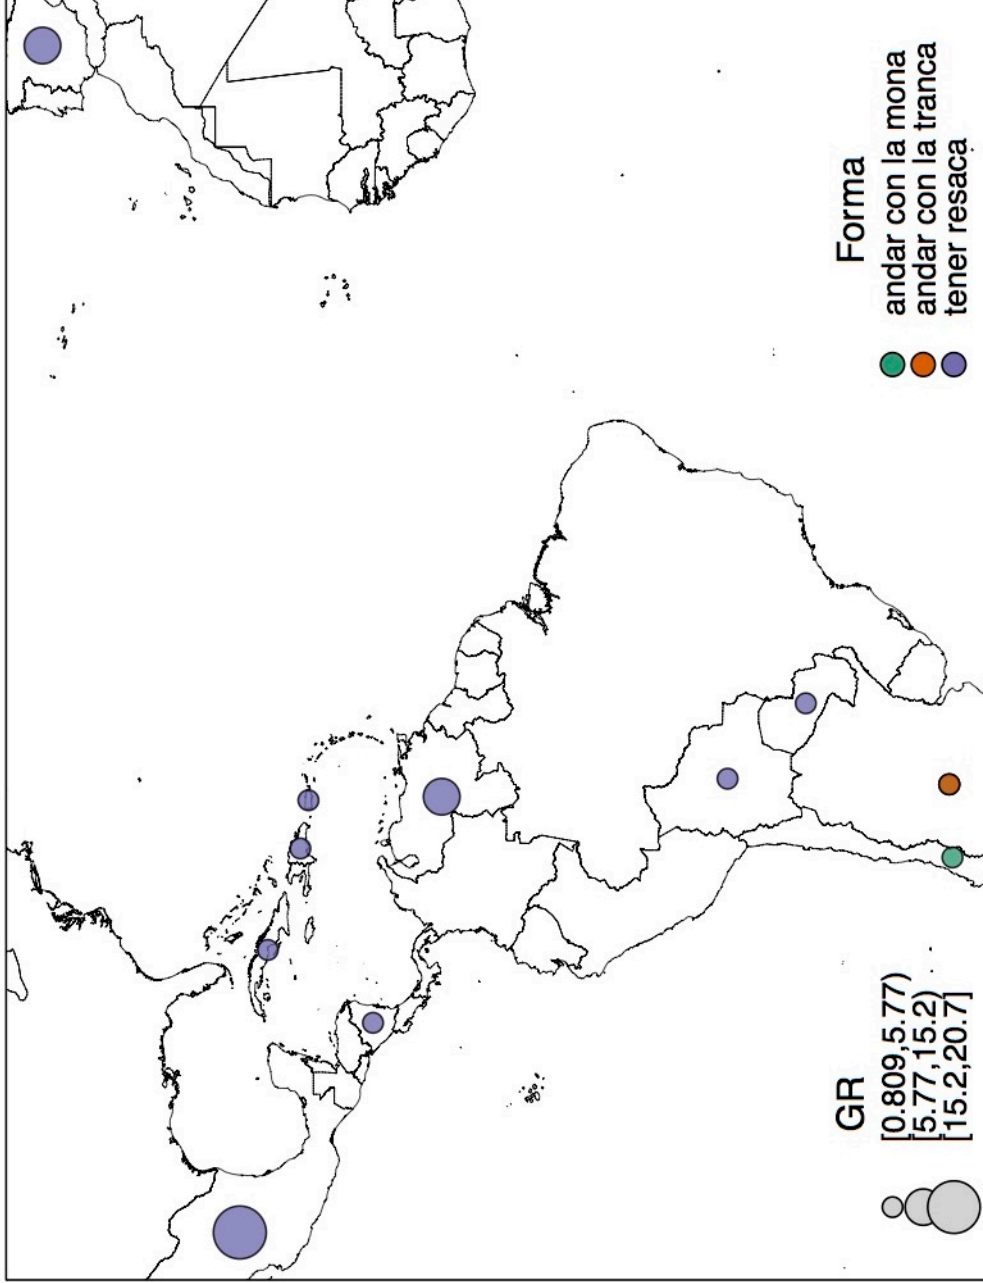 GR
[0.809,5.77)
[5.77,15.2)
[15.2,20.7]
Forma
andar con la mona
andar con la tranca
tener resaca